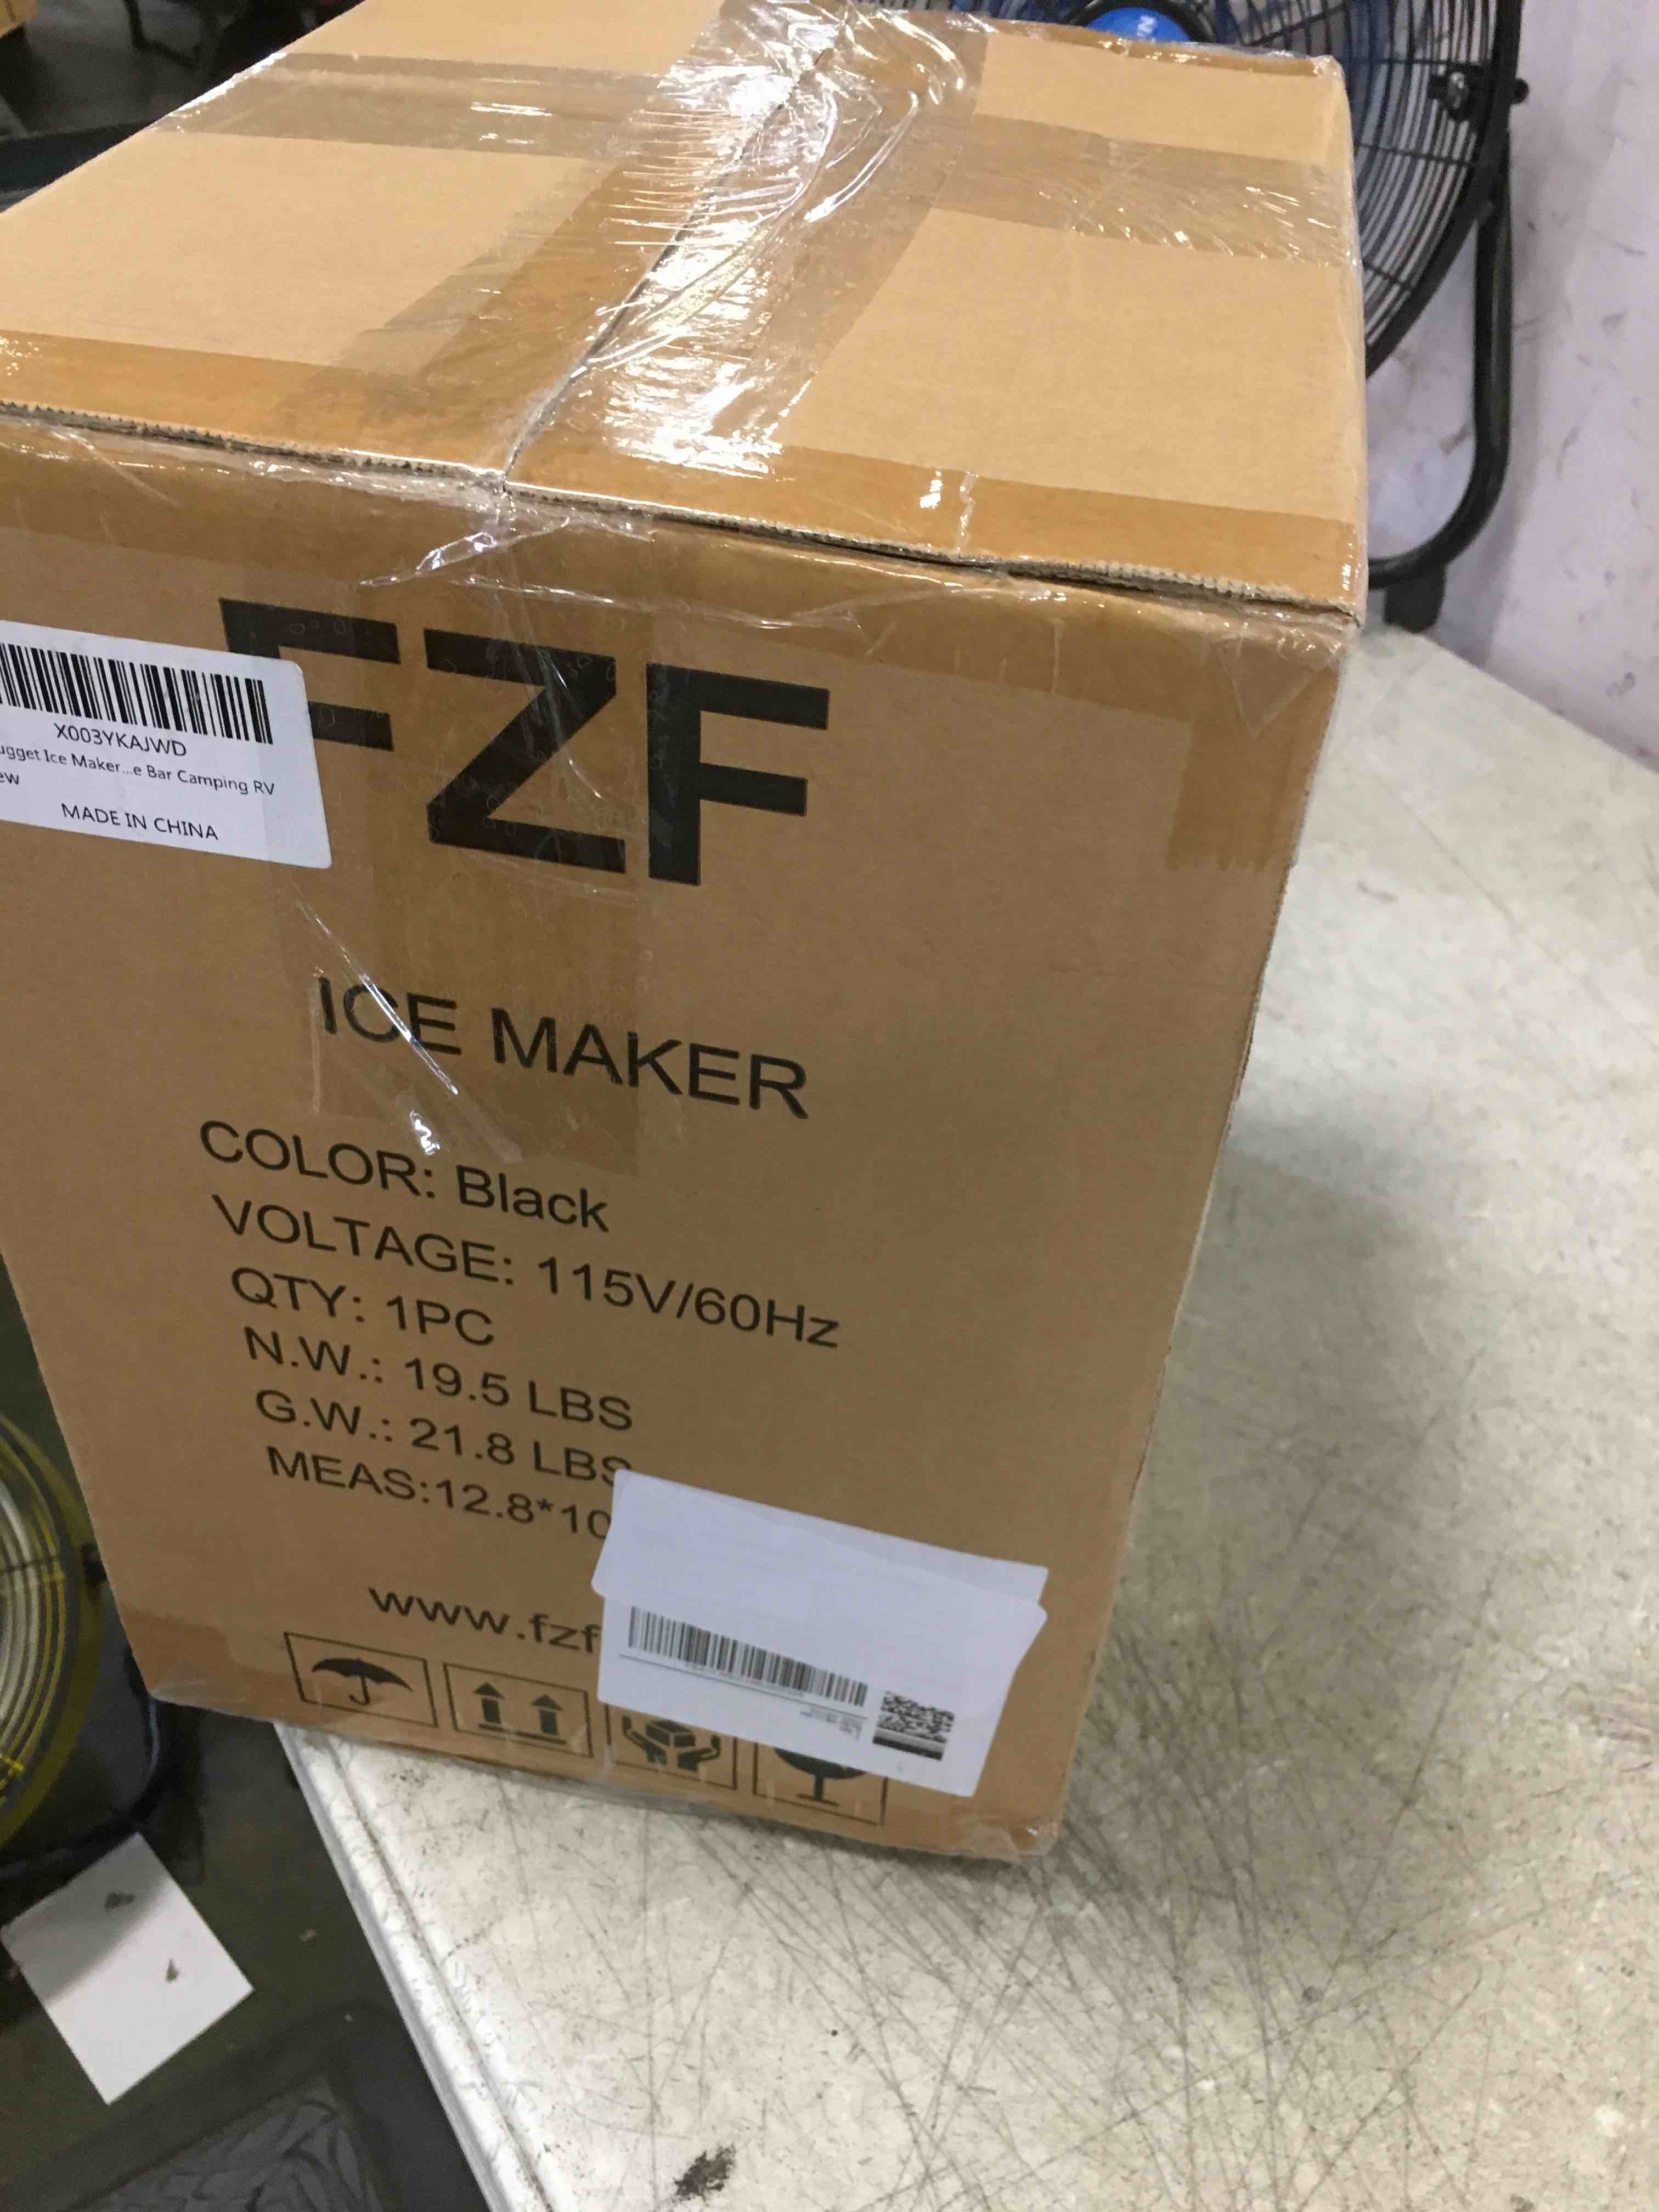 FZF
X003YKAJWD
ugget Ice Maker...e Bar Camping RV
ew
MADE IN CHINA
ICE MAKER
COLOR: Black
VOLTAGE: 115V/60Hz
QTY: 1PC
N.W.: 19.5 LBS
G.W.: 21.8 LBS
MEAS:12.8*10
www.fzf